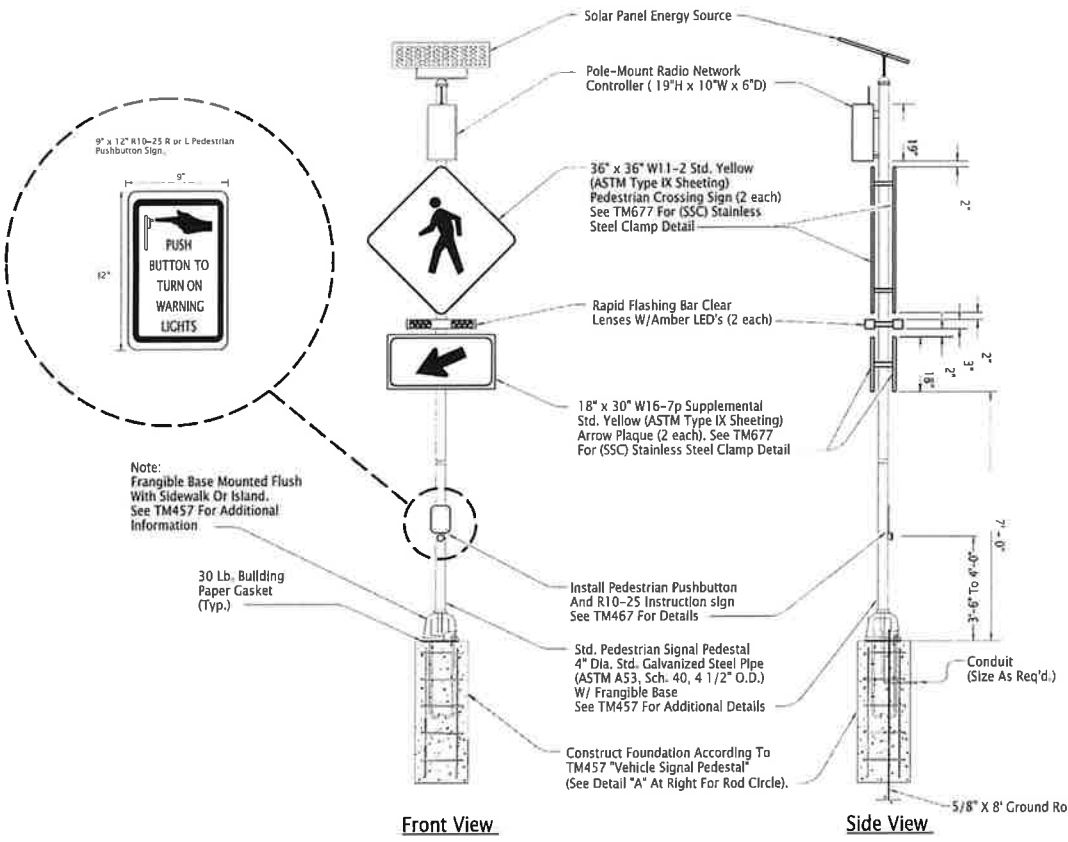 Solar Panel Energy Source
Pole-Mount Radio Network
Controller ( 19"H x 10"W x 6"D)
9" x 12" R10-25 R or L Pedestrian
Pushbutton Sign.
9"
12"
PUSH
BUTTON TO
TURN ON
WARNING
LIGHTS
36" x 36" W11-2 Std. Yellow
(ASTM Type IX Sheeting)
Pedestrian Crossing Sign (2 each)
See TM677 For (SSC) Stainless
Steel Clamp Detail
19"
2"
Rapid Flashing Bar Clear
Lenses W/Amber LED's (2 each)
2"
3"
2"
18"
18" x 30" W16-7p Supplemental
Std. Yellow (ASTM Type IX Sheeting)
Arrow Plaque (2 each). See TM677
For (SSC) Stainless Steel Clamp Detail
Note:
Frangible Base Mounted Flush
With Sidewalk Or Island.
See TM457 For Additional
Information
7'-0"
3'-6" To 4'-0"
30 Lb. Building
Paper Gasket
(Typ.)
Install Pedestrian Pushbutton
And R10-25 Instruction sign
See TM467 For Details
Std. Pedestrian Signal Pedestal
4" Dia. Std. Galvanized Steel Pipe
(ASTM A53, Sch. 40, 4 1/2" O.D.)
W/ Frangible Base
See TM457 For Additional Details
Conduit
(Size As Req'd.)
Construct Foundation According To
TM457 "Vehicle Signal Pedestal"
(See Detail "A" At Right For Rod Circle).
5/8" X 8' Ground Ro
Front View
Side View